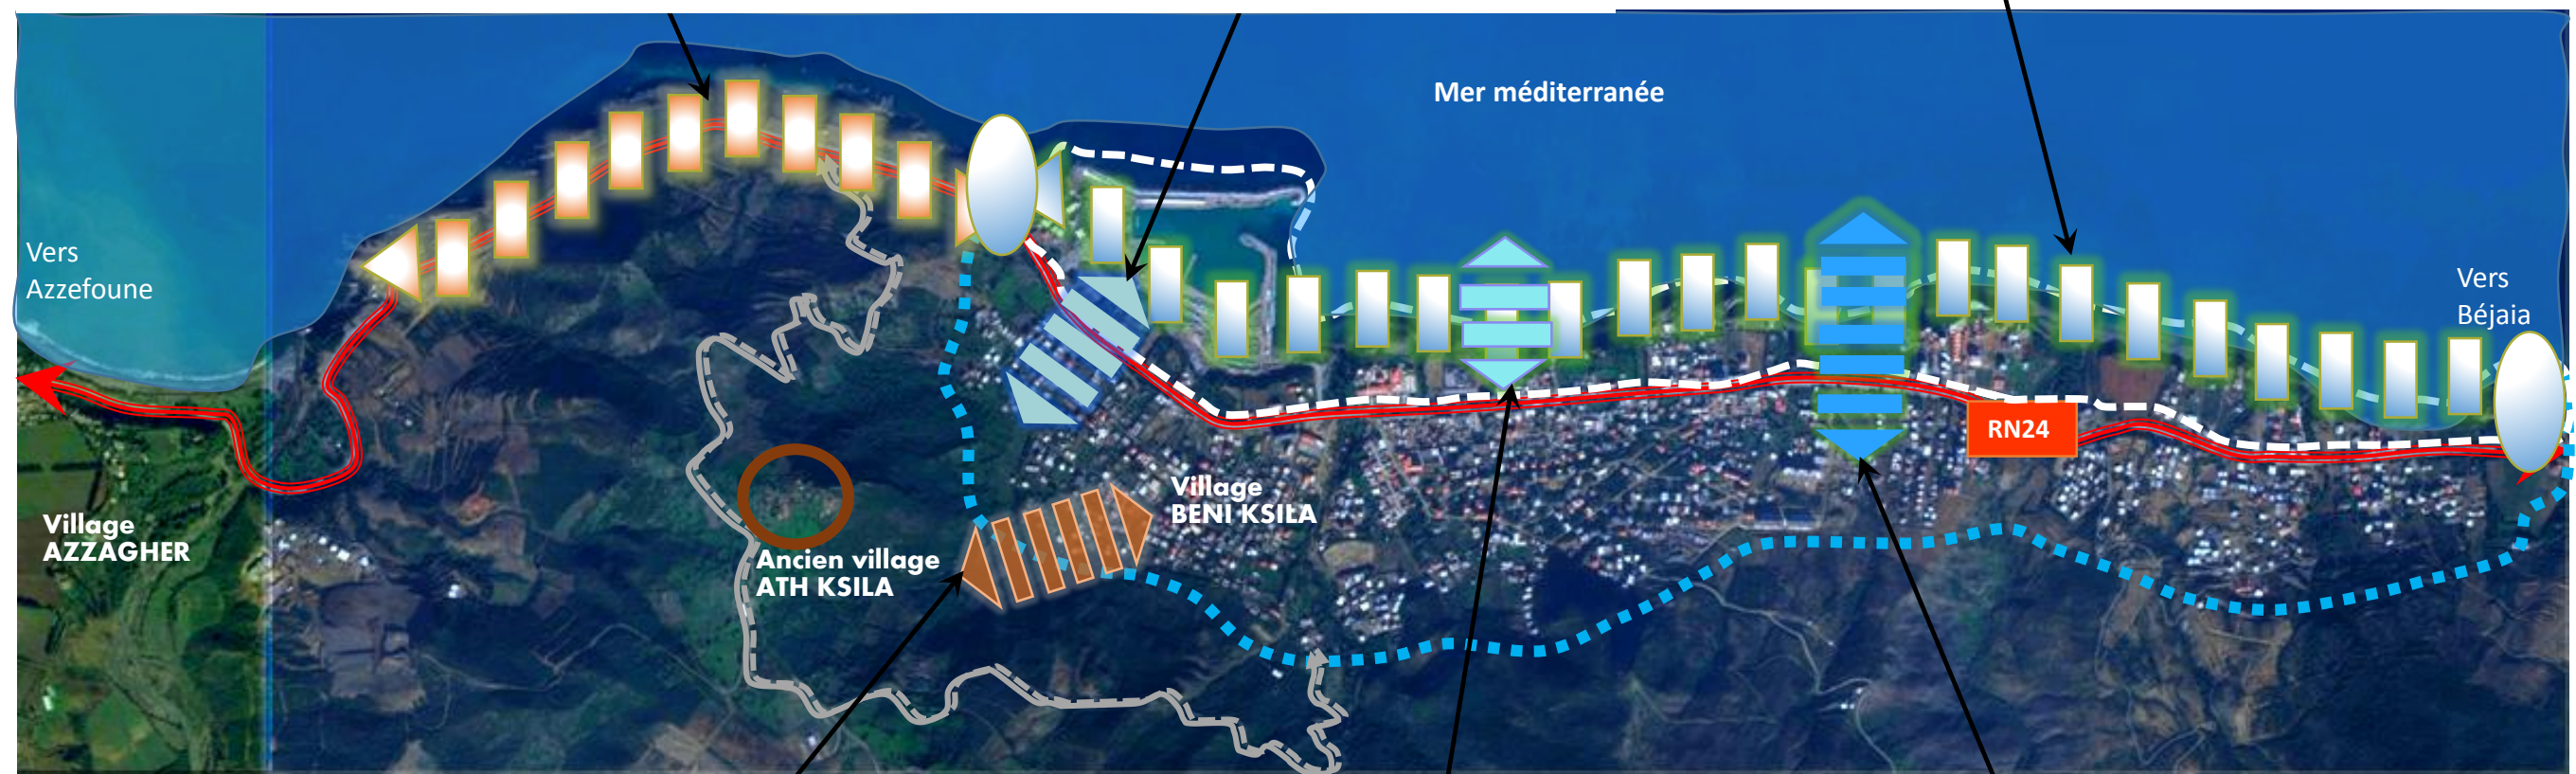 Mer méditerranée
Vers
Azzefoune
Vers
Béjaia
RN24
Village
BENI KSILA
Village
AZZAGHER
Ancien village
ATH KSILA